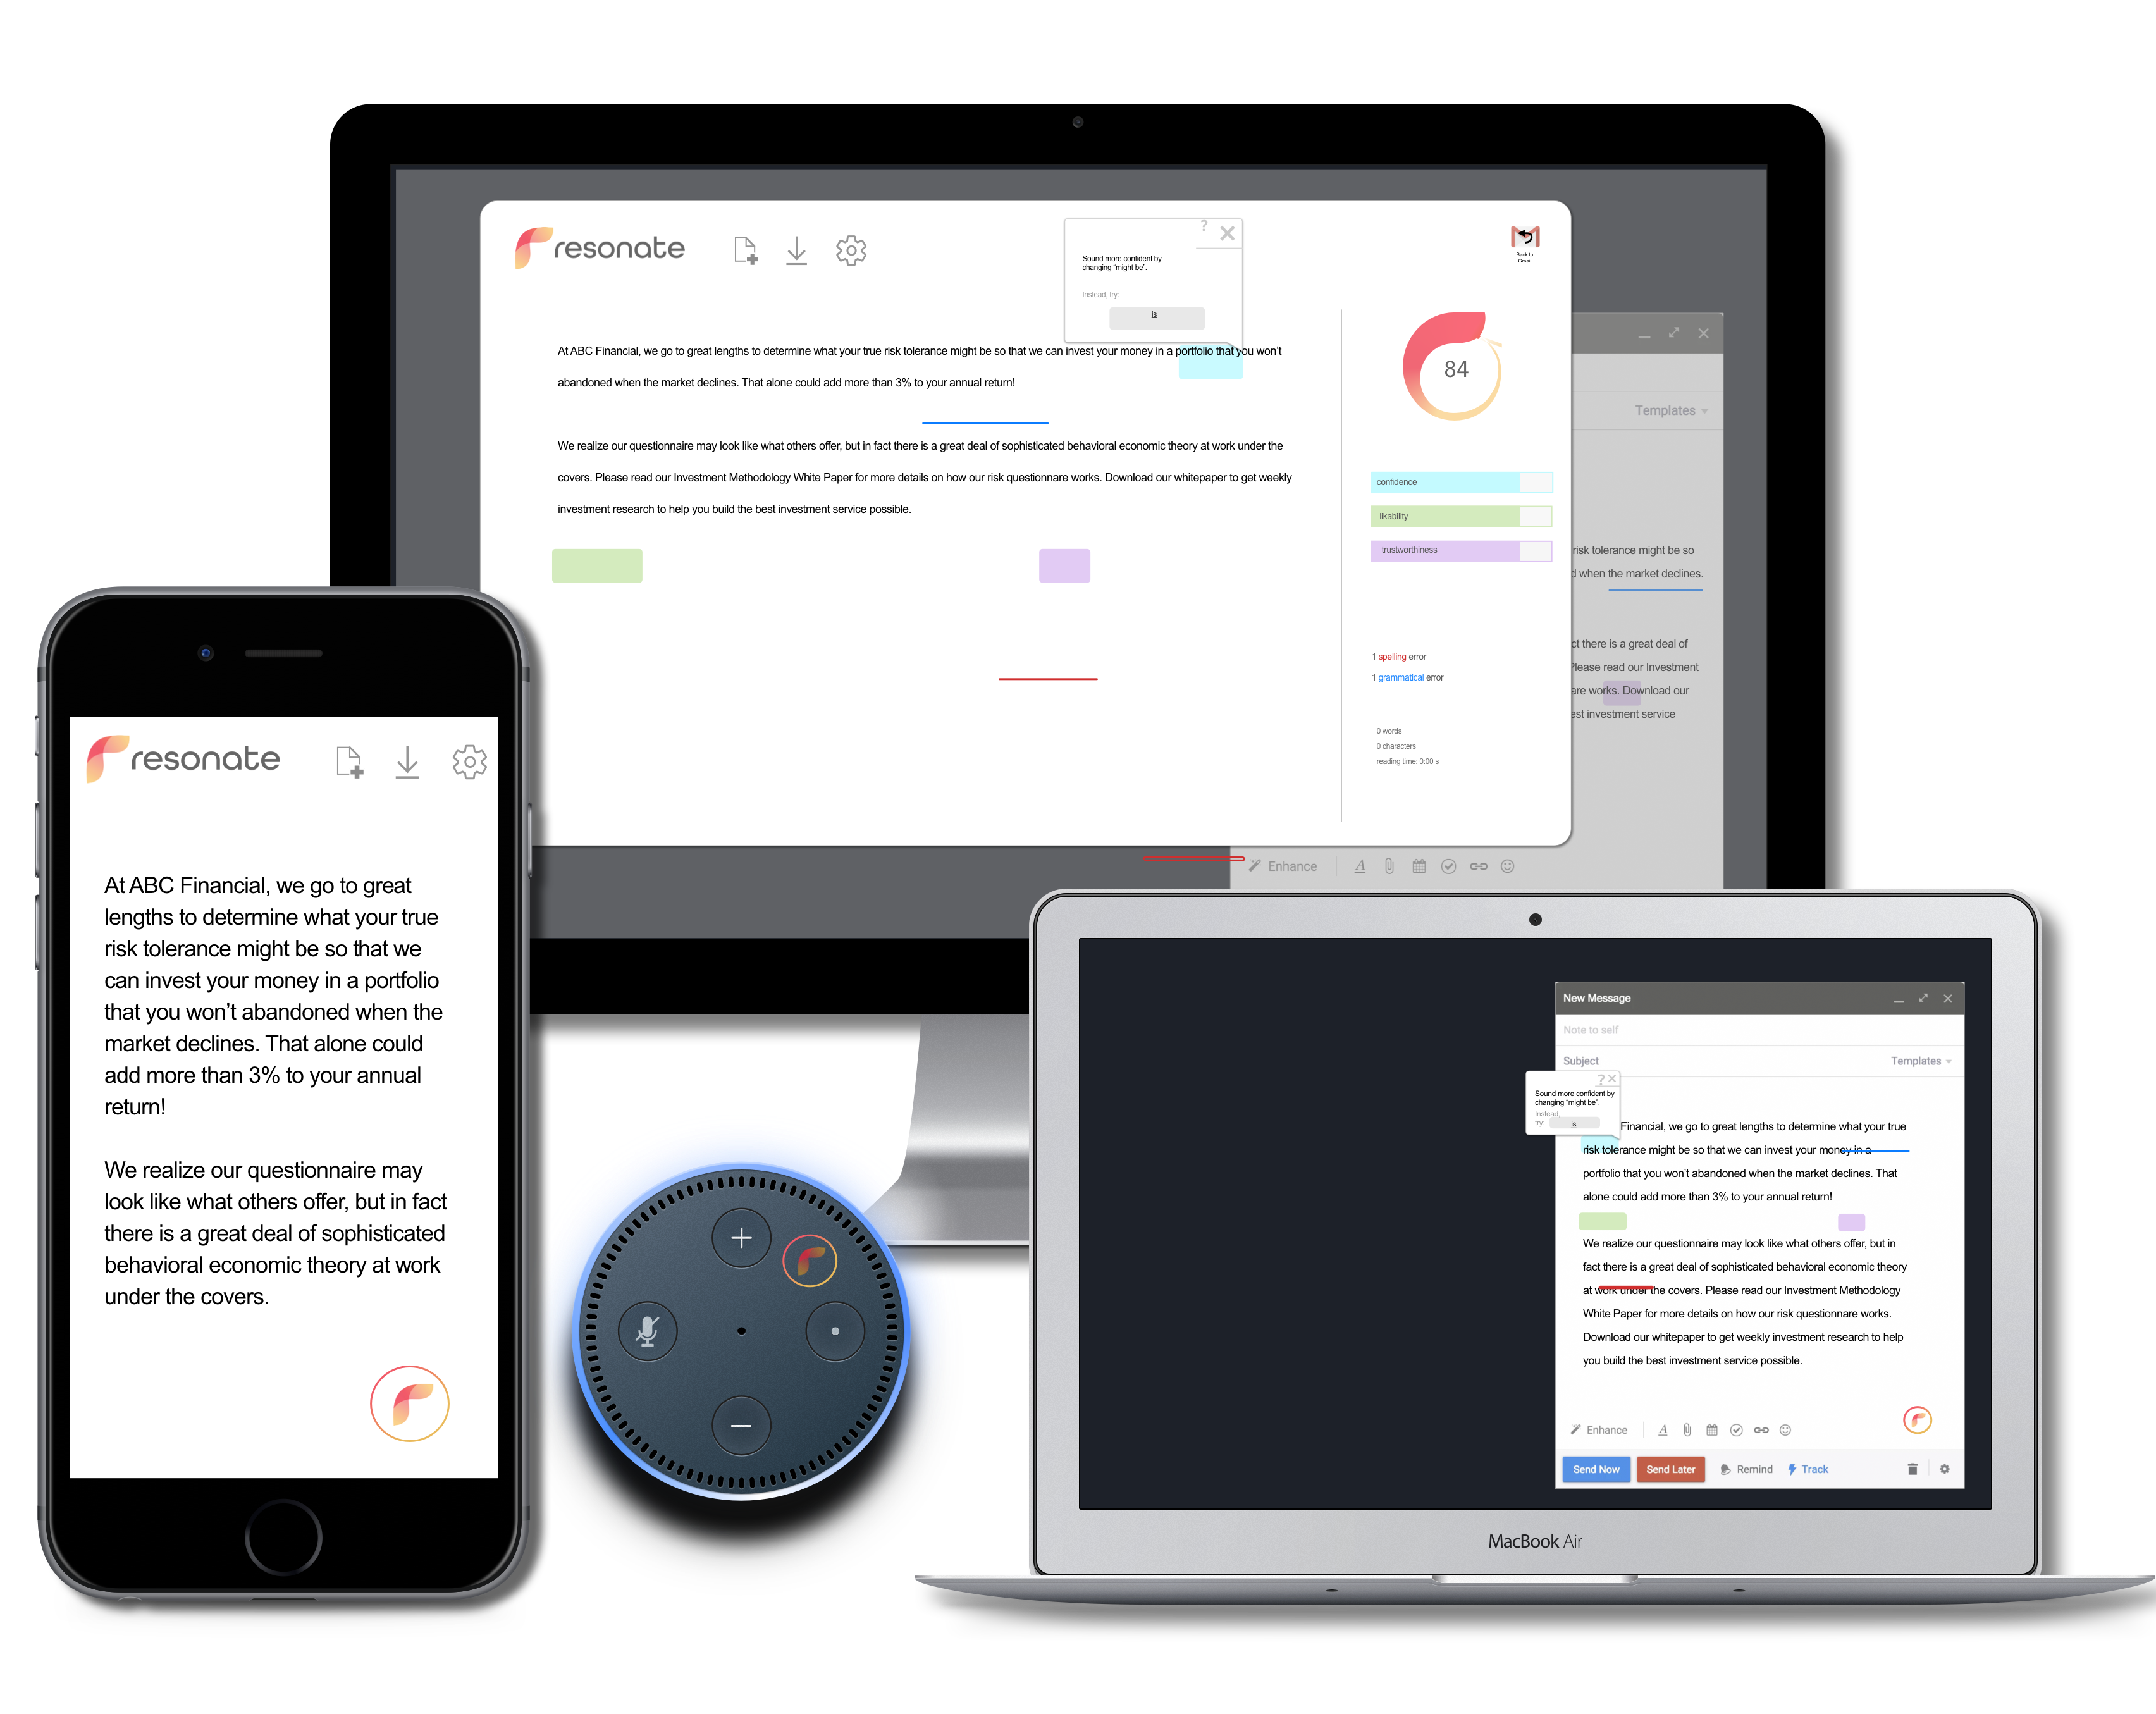 resonate
?
Sound more confident by
changing "might be".
Instead, try:
is
Back to
Gmail
At ABC Financial, we go to great lengths to determine what your true risk tolerance might be so that we can invest your money in a portfolio that you won't
abandoned when the market declines. That alone could add more than 3% to your annual return!
We realize our questionnaire may look like what others offer, but in fact there is a great deal of sophisticated behavioral economic theory at work under the
covers. Please read our Investment Methodology White Paper for more details on how our risk questionnare works. Download our whitepaper to get weekly
investment research to help you build the best investment service possible.
84
confidence
likability
trustworthiness
1 spelling error
1 grammatical error
0 words
0 characters
reading time: 0:00 s
Templates
risk tolerance might be so
d when the market declines.
ct there is a great deal of
Please read our Investment
are works. Download our
est investment service
Enhance
resonate
At ABC Financial, we go to great
lengths to determine what your true
risk tolerance might be so that we
can invest your money in a portfolio
that you won't abandoned when the
market declines. That alone could
add more than 3% to your annual
return!
We realize our questionnaire may
look like what others offer, but in fact
there is a great deal of sophisticated
behavioral economic theory at work
under the covers.
New Message
Note to self
Subject
Templates
?
Sound more confident by
changing "might be".
Instead,
try:
is
Financial, we go to great lengths to determine what your true
risk tolerance might be so that we can invest your money in a
portfolio that you won't abandoned when the market declines. That
alone could add more than 3% to your annual return!
We realize our questionnaire may look like what others offer, but in
fact there is a great deal of sophisticated behavioral economic theory
at work under the covers. Please read our Investment Methodology
White Paper for more details on how our risk questionnare works.
Download our whitepaper to get weekly investment research to help
you build the best investment service possible.
Enhance
A
Send Now
Send Later
Remind
Track
MacBook Air